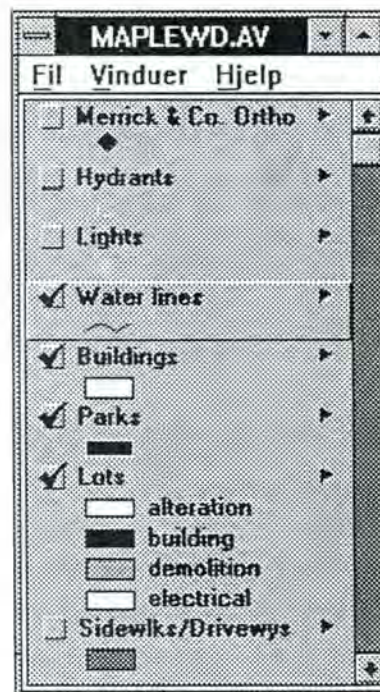 MAPLEWD.AV
Fil Vinduer Hjelp
Merrick & Co. Ortho
Hydrants
Lights
Water lines
Buildings
Parks
Lots
alteration
building
demolition
electrical
Sidewlks/Drivewys